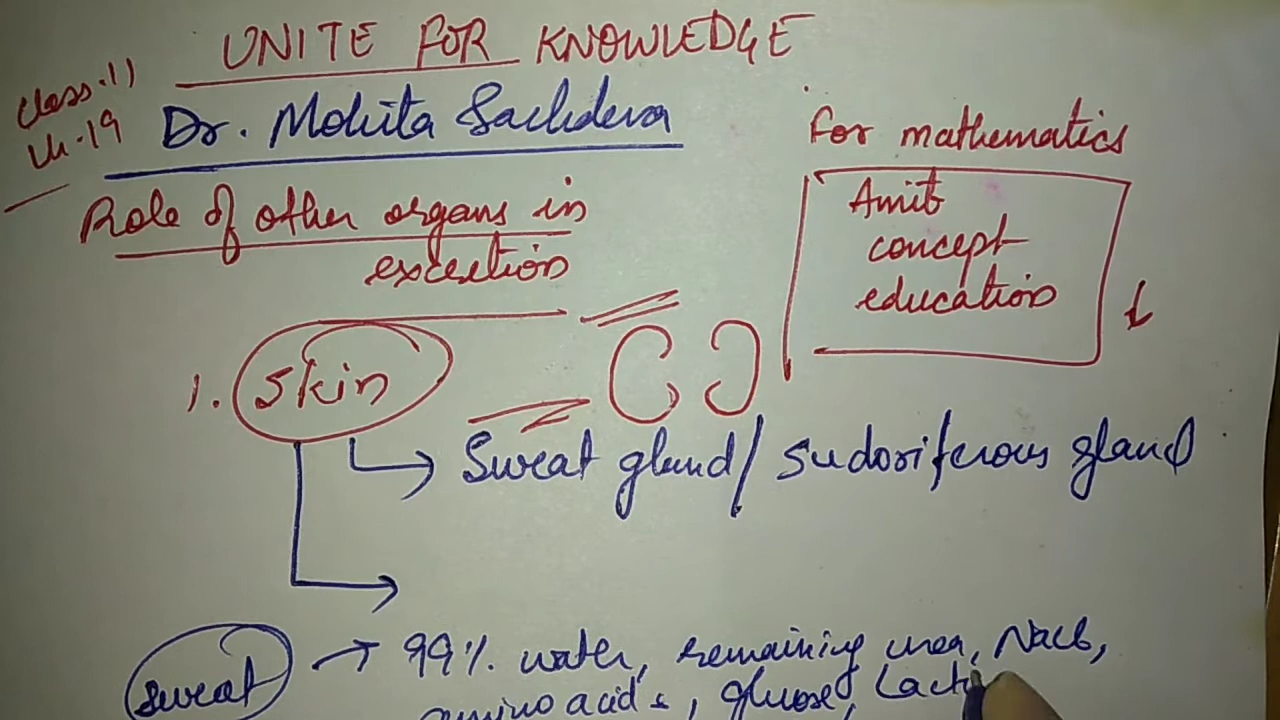 UNITE FOR KNOWLEDGE
Class.11
Ch.19
Dr. Mohita Sachdeva
for mathematics
Amit
concept
education
Role of other organs in
excretion
1. Skin
Sweat gland/ sudoriferous gland
sweat → 99% water, remaining urea, NaCl,
amino acids, glucose, Lacti